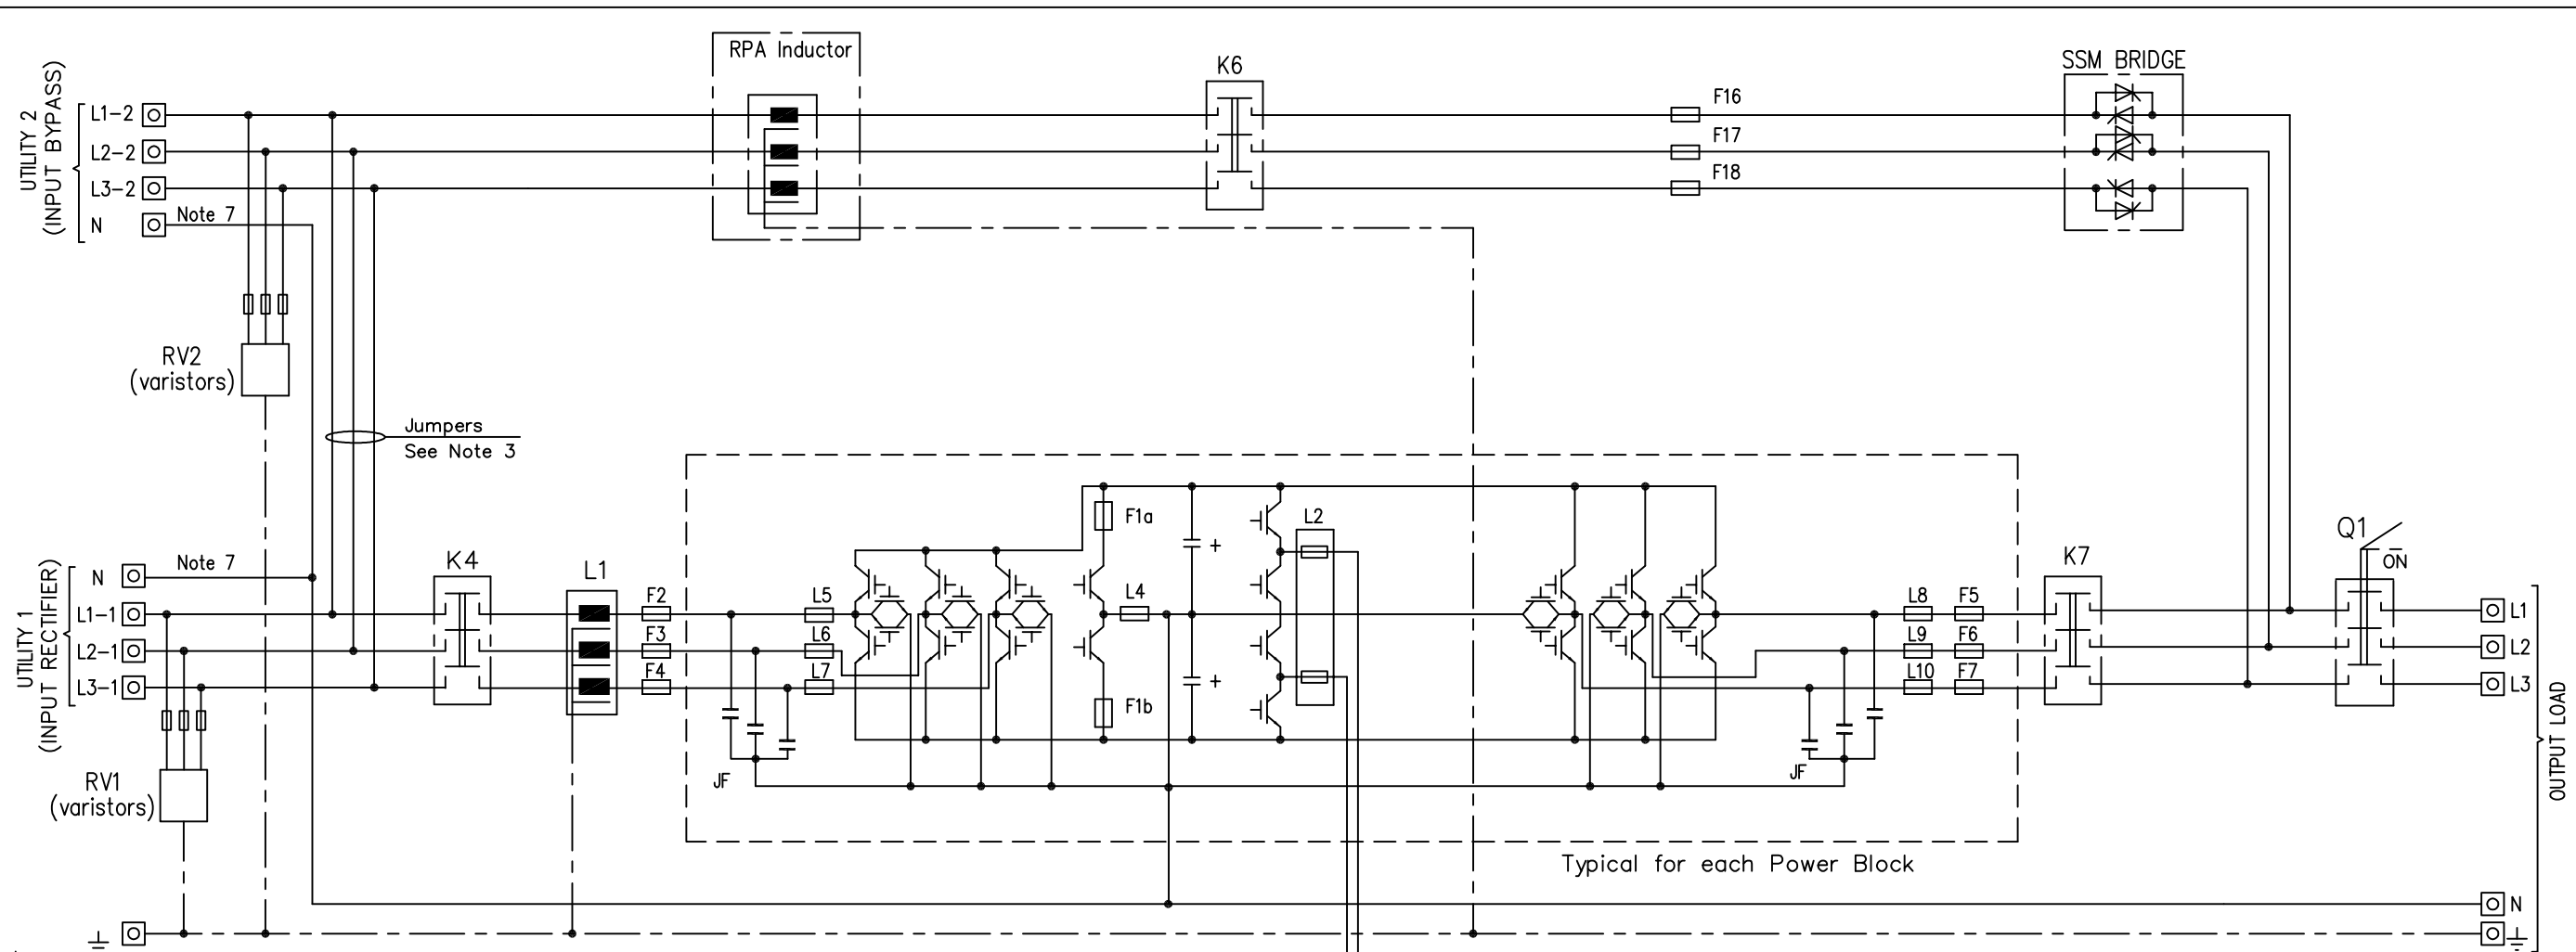 RPA Inductor
K6
SSM BRIDGE
UTILITY 2
(INPUT BYPASS)
L1-2
L2-2
L3-2
N
Note 7
F16
F17
F18
RV2
(varistors)
Jumpers
See Note 3
UTILITY 1
(INPUT RECTIFIER)
N
Note 7
L1-1
L2-1
L3-1
K4
L1
F2
F3
F4
L5
L6
L7
JF
F1a
F1b
L4
+
+
L2
JF
L8
L9
L10
F5
F6
F7
K7
Q1
ON
L1
L2
L3
RV1
(varistors)
Typical for each Power Block
N
OUTPUT LOAD